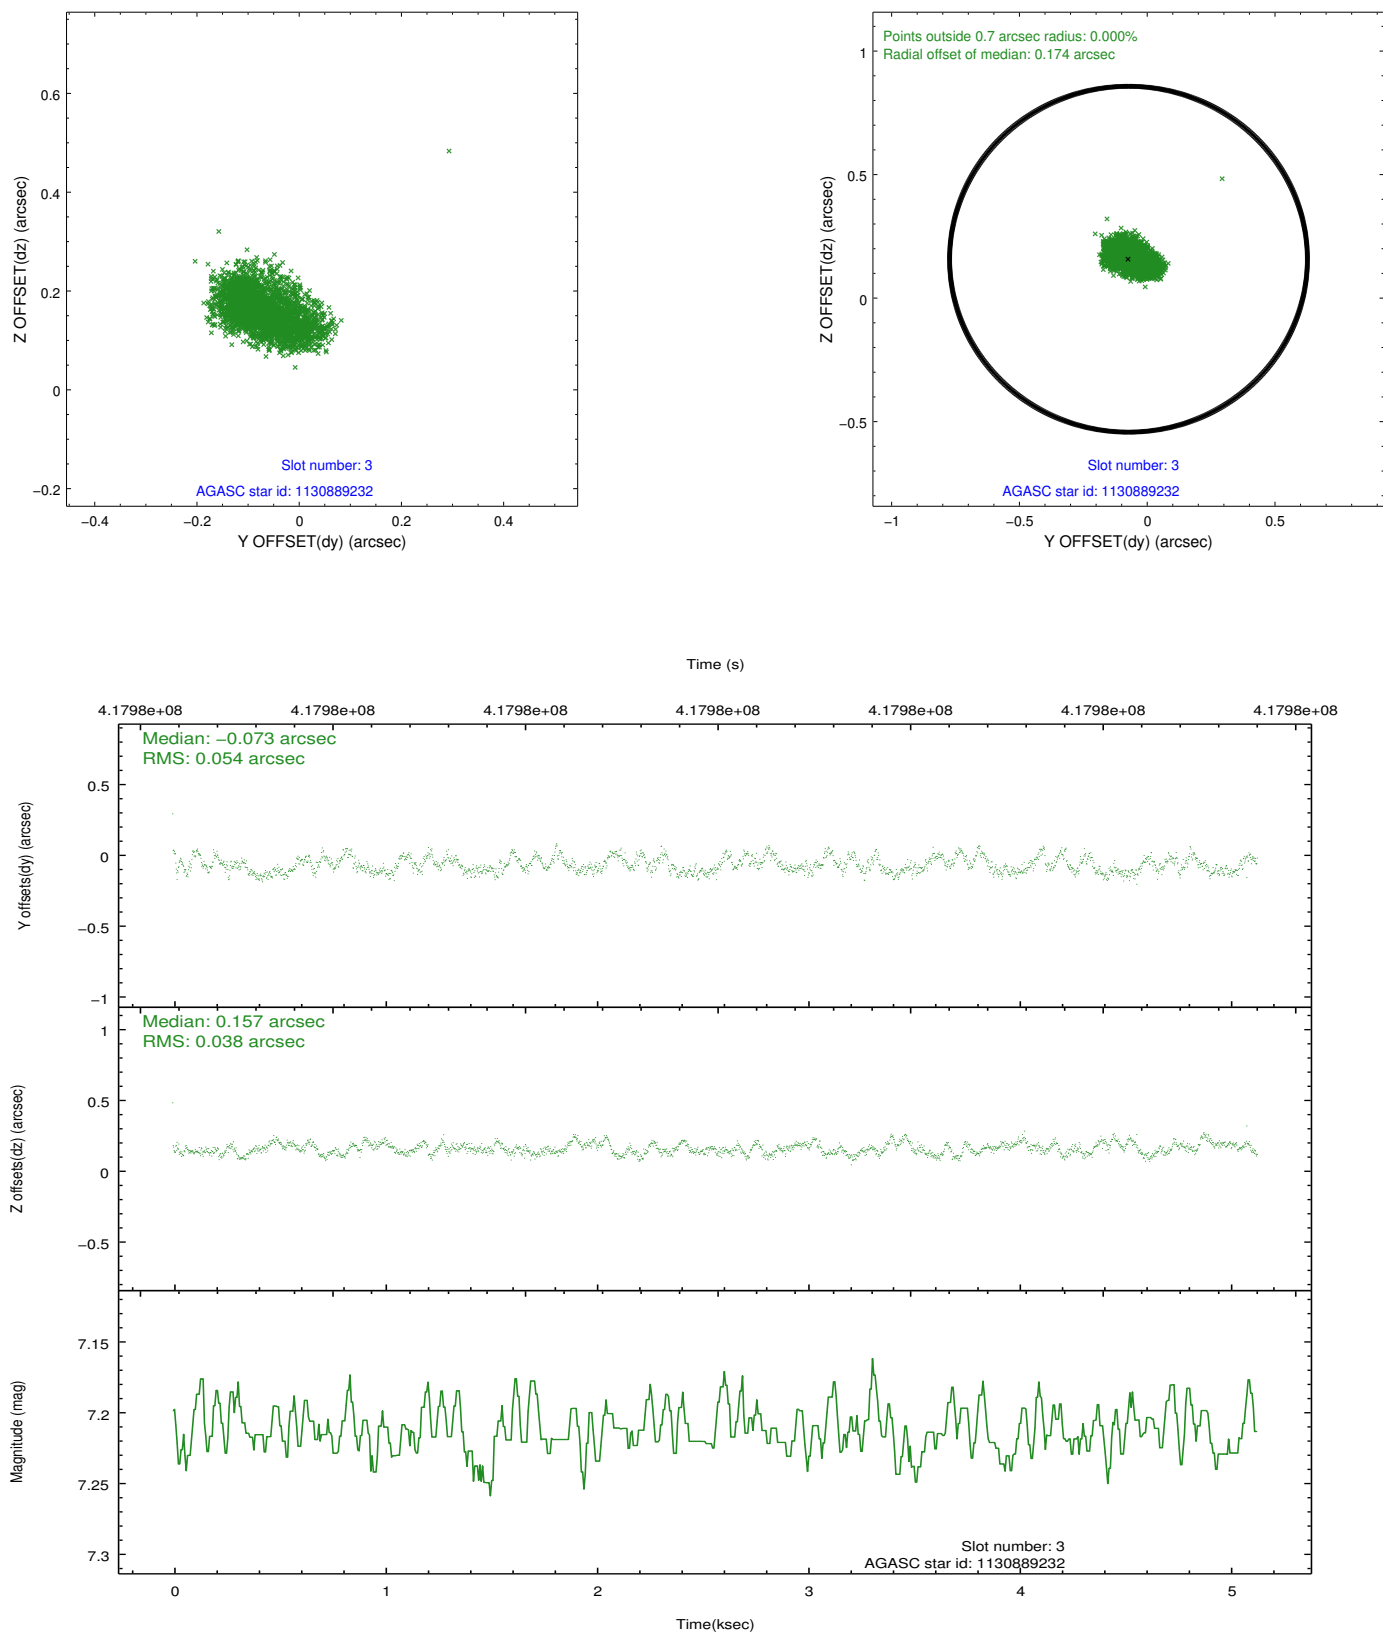 0.6
0.4
0.2
0
−0.2
Z OFFSET(dz) (arcsec)
Slot number: 3
AGASC star id: 1130889232
−0.4
−0.2
0
0.2
0.4
Y OFFSET(dy) (arcsec)
Points outside 0.7 arcsec radius: 0.000%
Radial offset of median: 0.174 arcsec
1
0.5
0
−0.5
Z OFFSET(dz) (arcsec)
Slot number: 3
AGASC star id: 1130889232
−1
−0.5
0
0.5
Y OFFSET(dy) (arcsec)
Time (s)
4.1798e+08 4.1798e+08 4.1798e+08 4.1798e+08 4.1798e+08 4.1798e+08 4.1798e+08
Median: −0.073 arcsec
RMS: 0.054 arcsec
0.5
0
−0.5
−1
Y offsets(dy) (arcsec)
Median: 0.157 arcsec
RMS: 0.038 arcsec
1
0.5
0
−0.5
Z offsets(dz) (arcsec)
7.15
7.2
7.25
7.3
Magnitude (mag)
Slot number: 3
AGASC star id: 1130889232
0 1 2 3 4 5
Time(ksec)